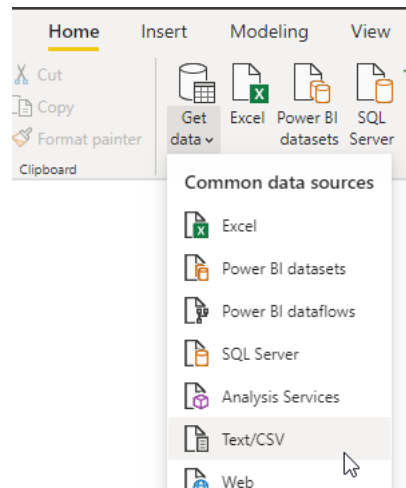 Home Insert Modeling View
Cut
Copy
Format painter
Clipboard
Get data
Excel
Power BI datasets
SQL Server
Common data sources
Excel
Power BI datasets
Power BI dataflows
SQL Server
Analysis Services
Text/CSV
Web